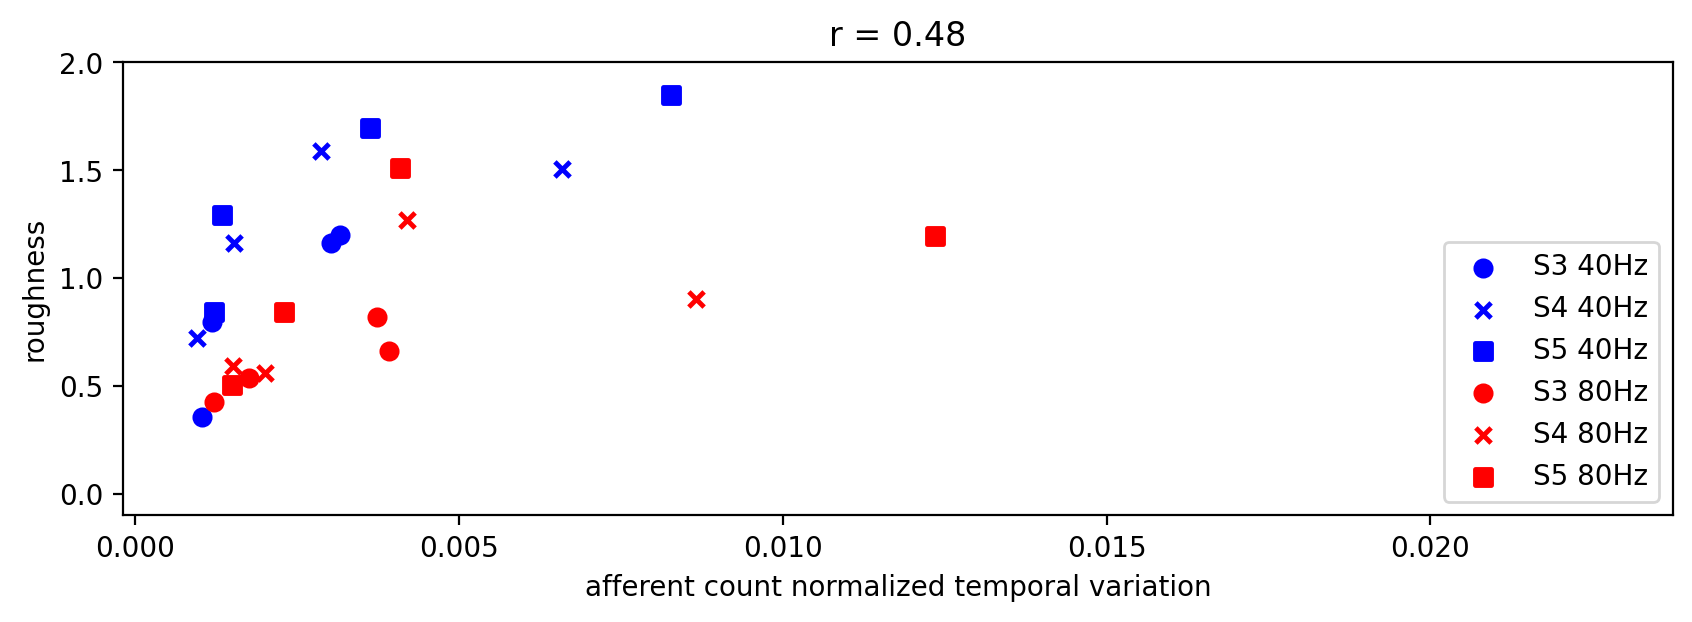 r = 0.48
2.0
1.5
1.0
0.5
0.0
roughness
0.000 0.005 0.010 0.015 0.020
afferent count normalized temporal variation
S3 40Hz
S4 40Hz
S5 40Hz
S3 80Hz
S4 80Hz
S5 80Hz